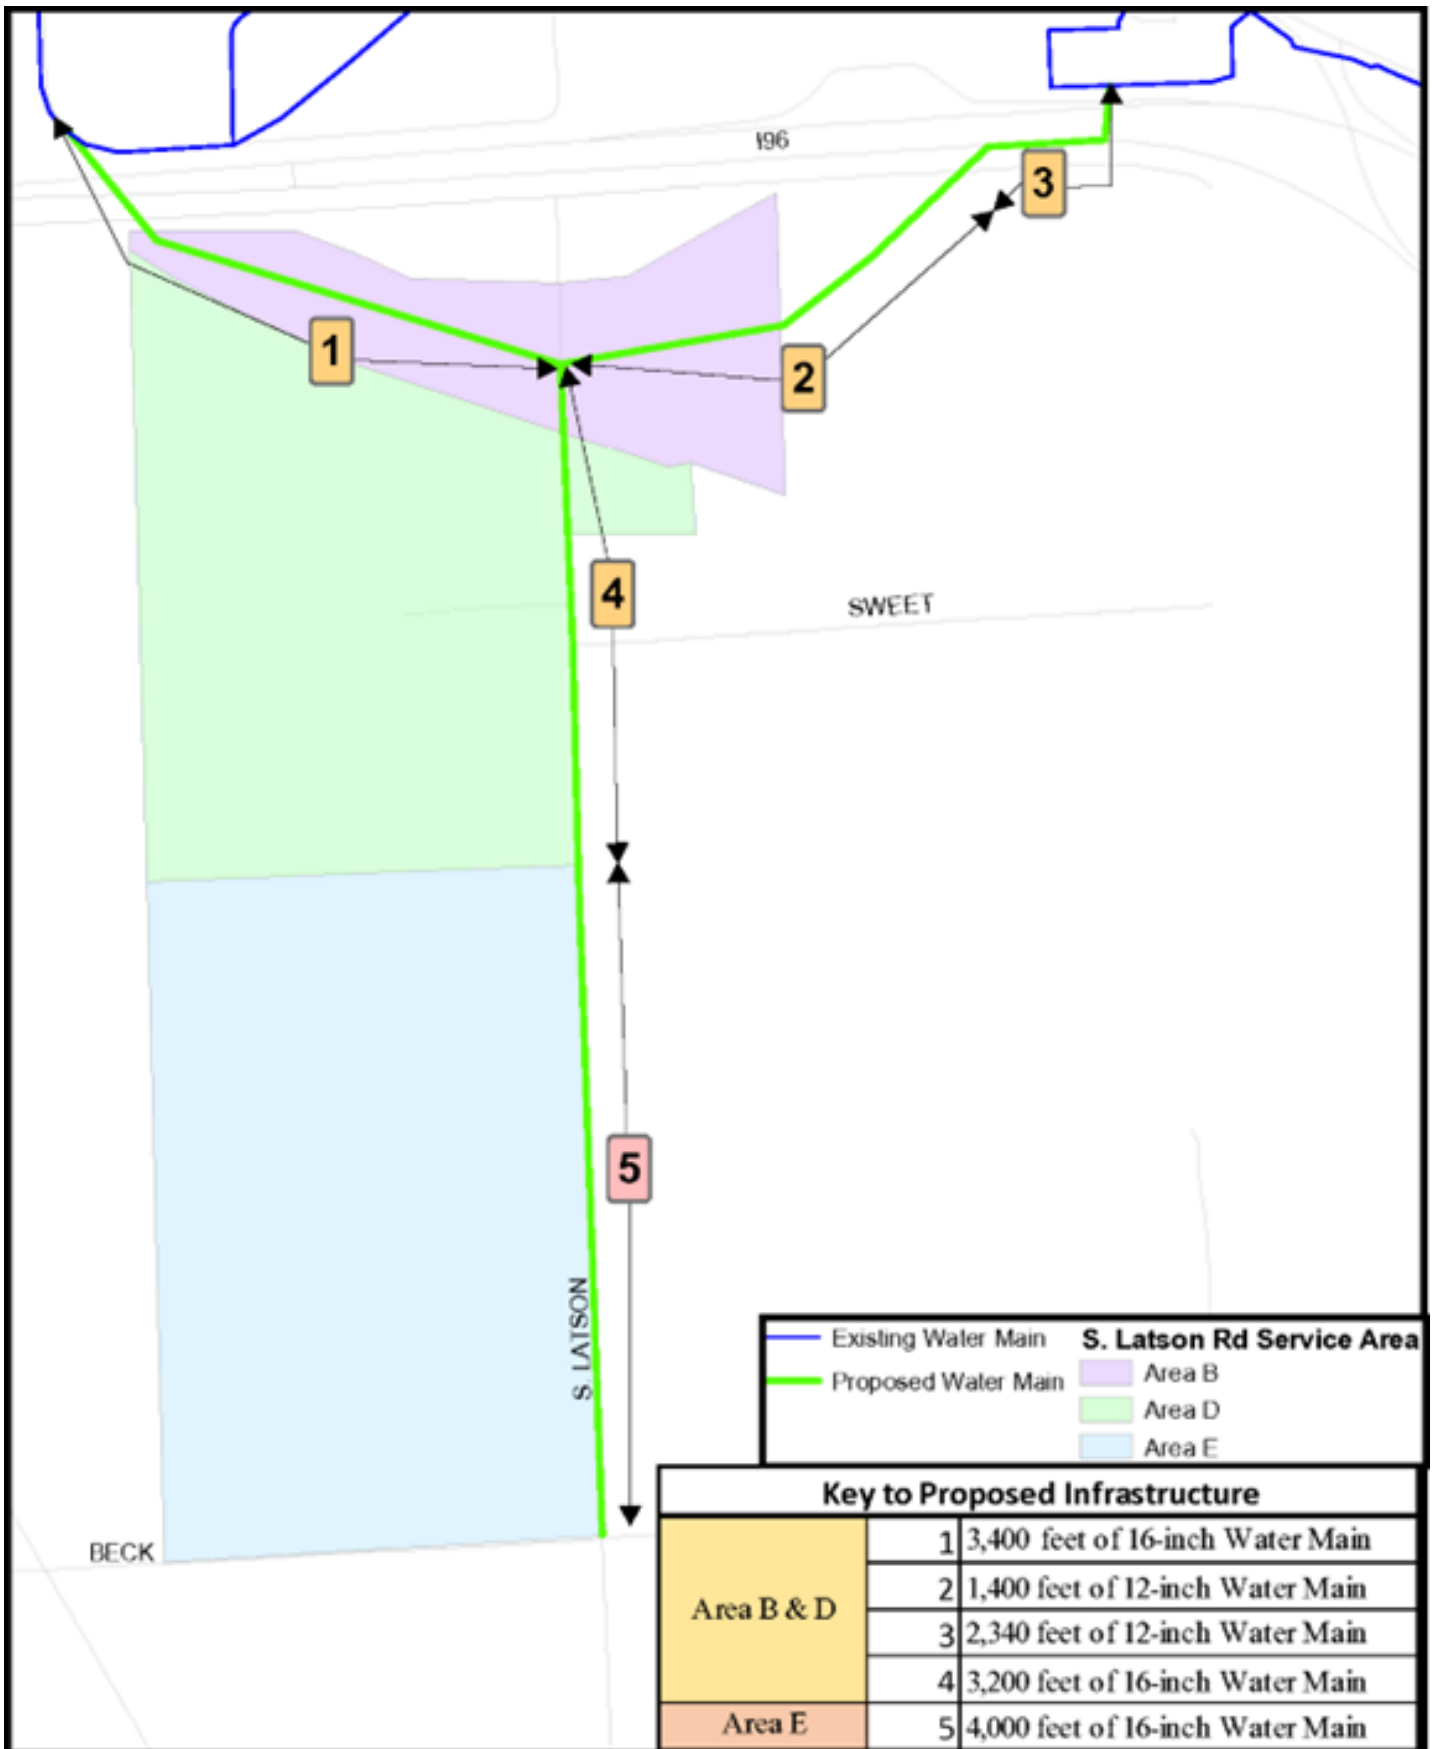 I96
3
1
2
4
SWEET
5
S. LATSON
BECK
Existing Water Main
Proposed Water Main
S. Latson Rd Service Area
Area B
Area D
Area E
Key to Proposed Infrastructure
Area B & D
1 3,400 feet of 16-inch Water Main
2 1,400 feet of 12-inch Water Main
3 2,340 feet of 12-inch Water Main
4 3,200 feet of 16-inch Water Main
Area E
5 4,000 feet of 16-inch Water Main